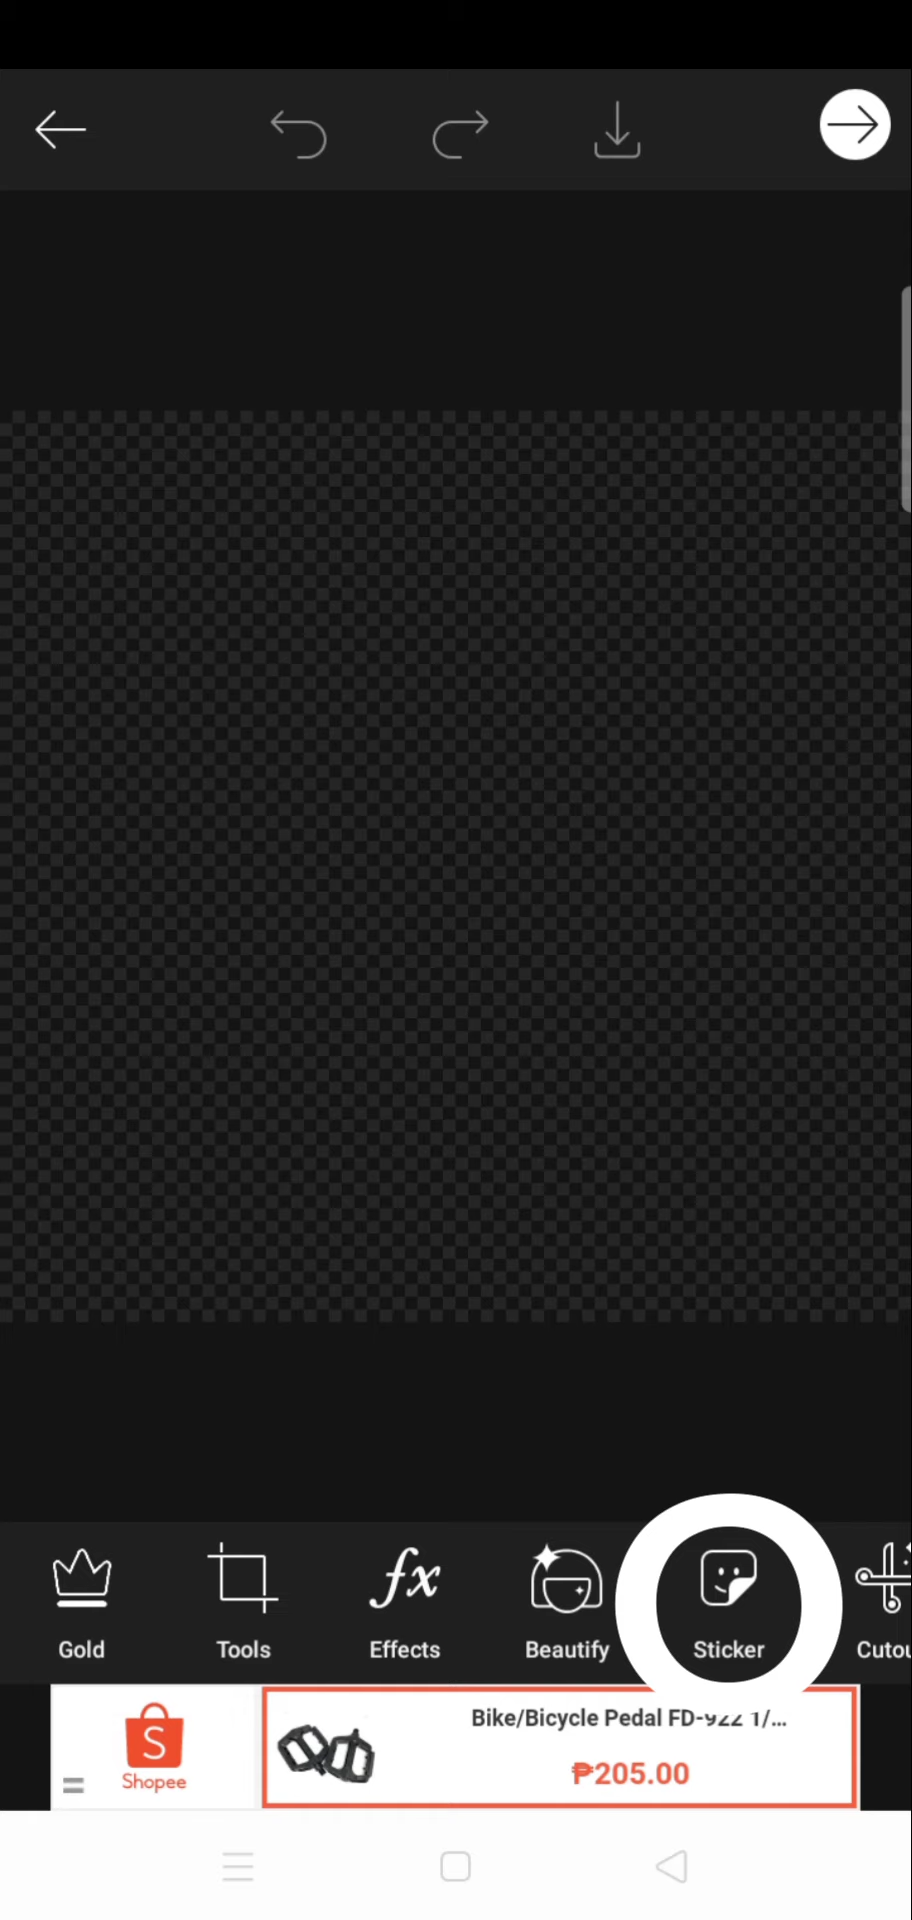 Gold
Tools
fx
Effects
Beautify
Sticker
S
Shopee
Bike/Bicycle Pedal
₱205.00